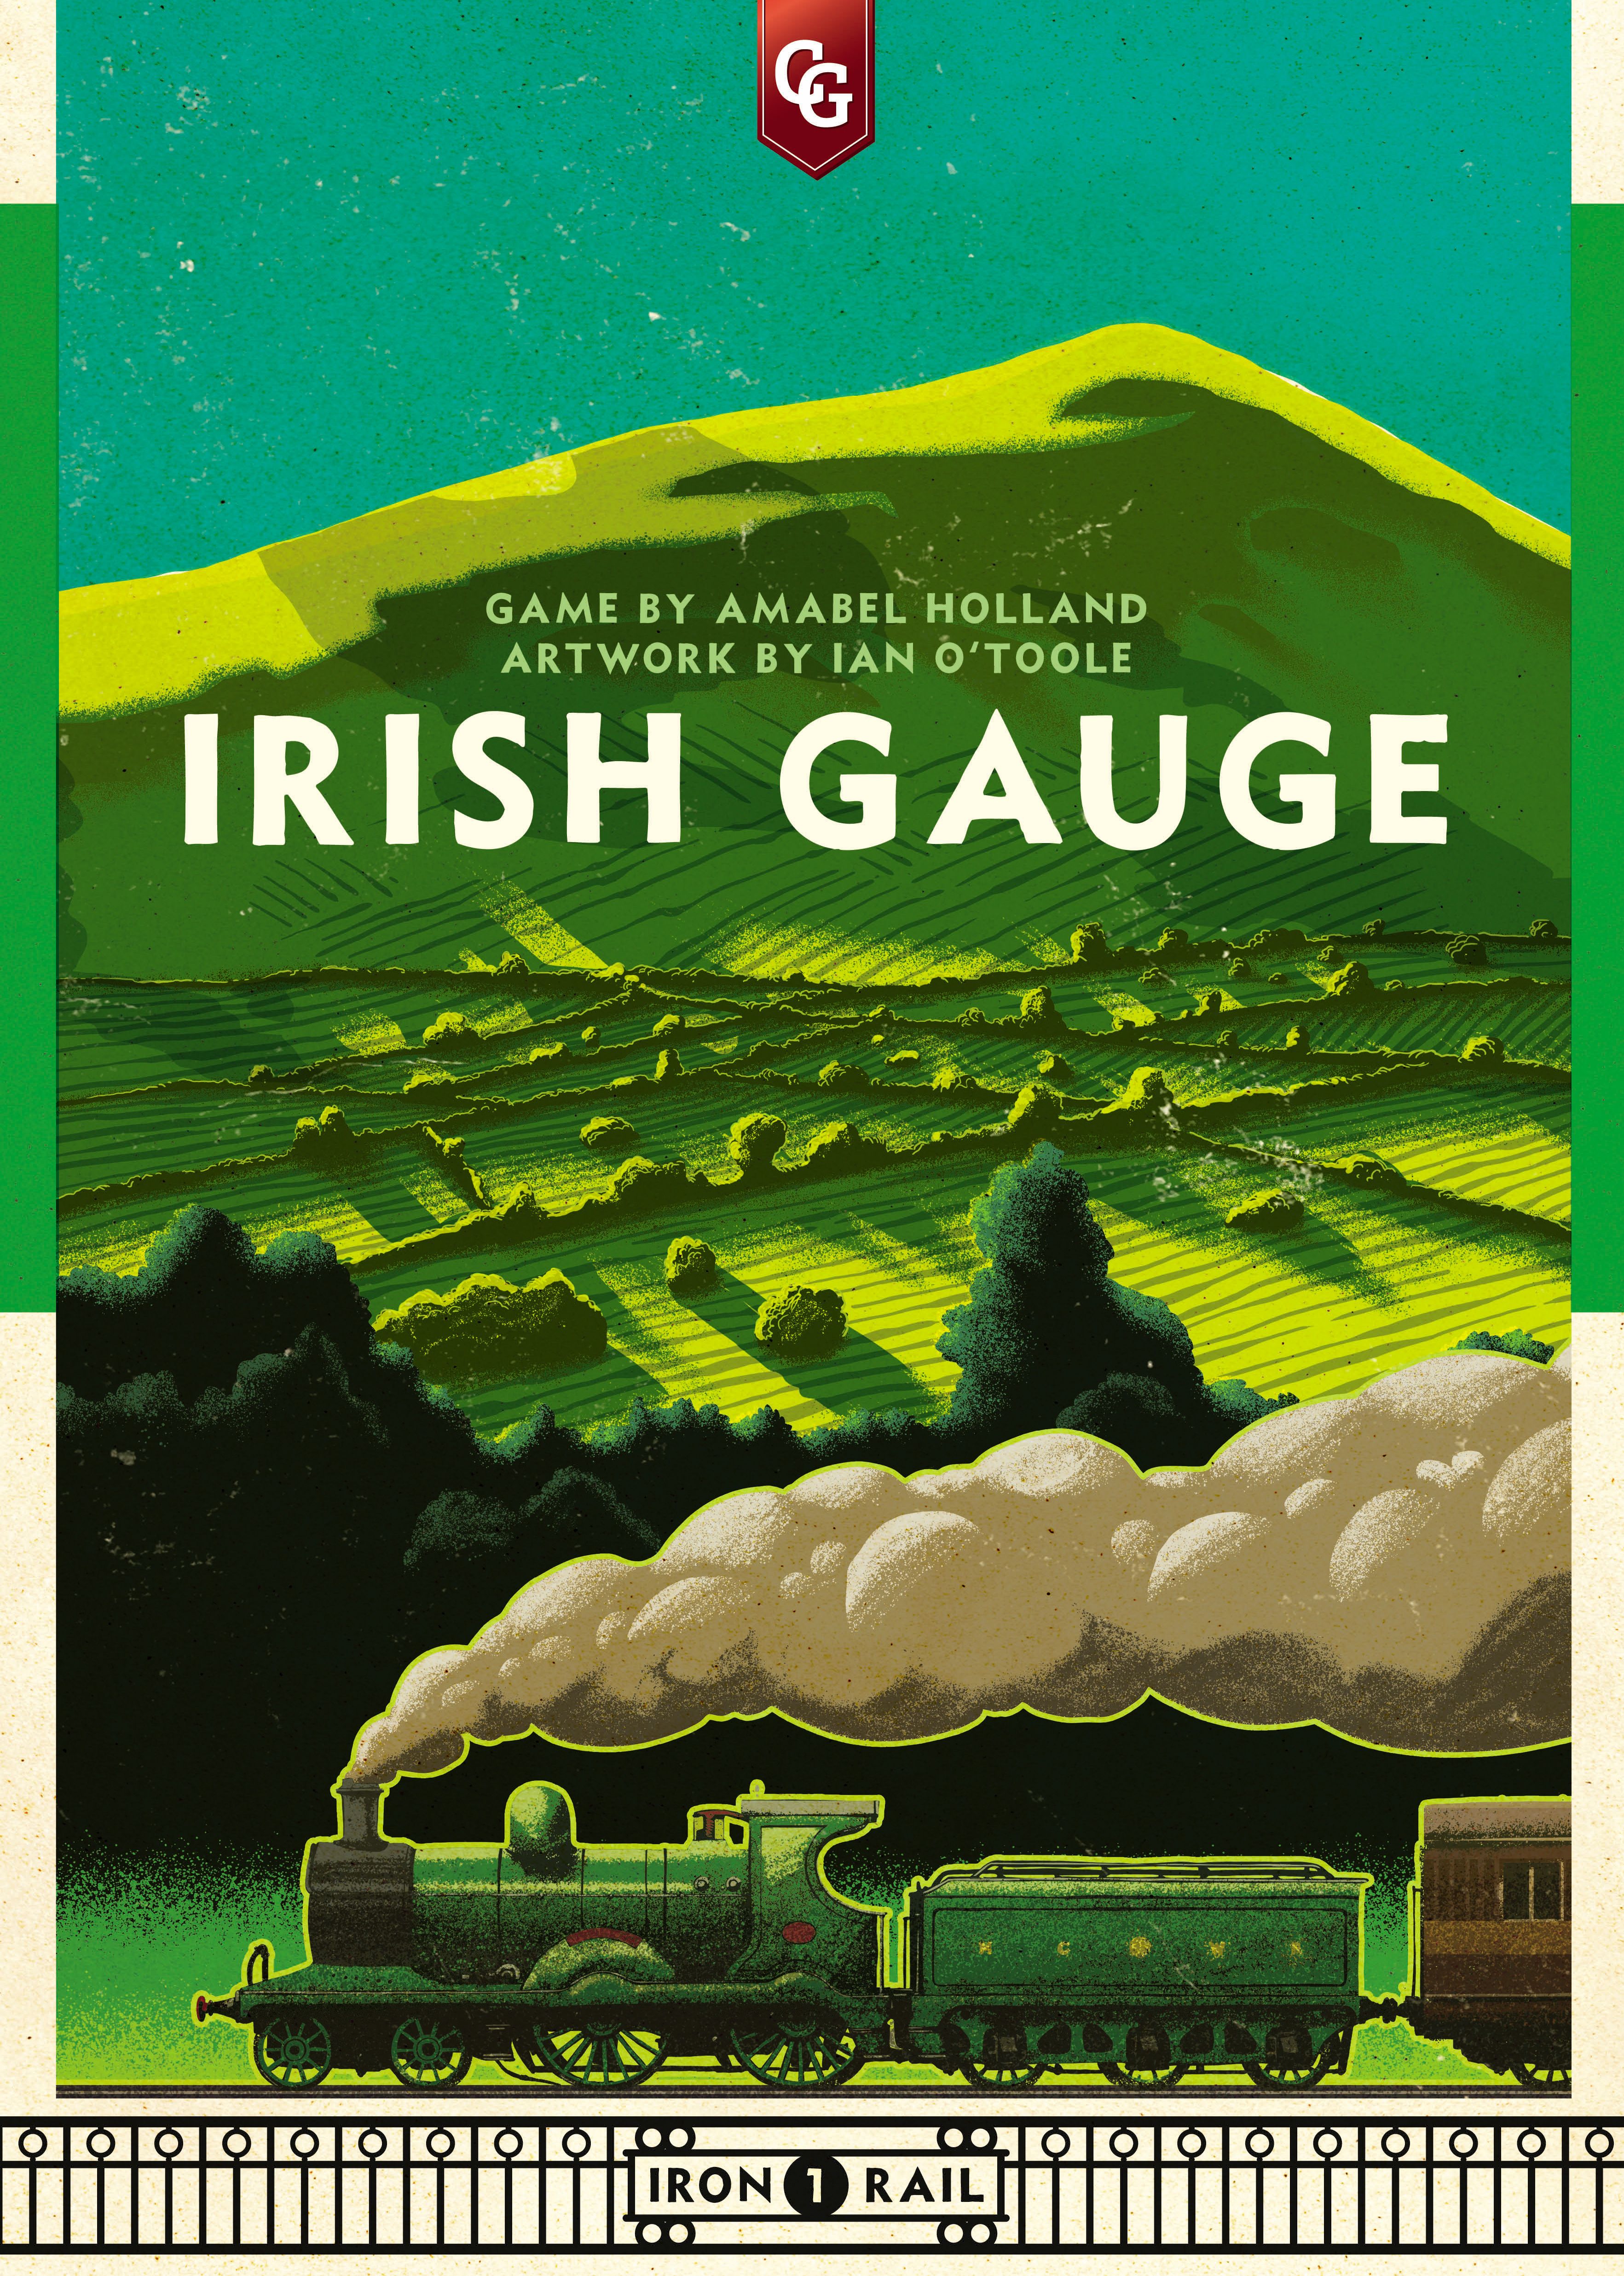 CG
GAME BY AMABEL HOLLAND
ARTWORK BY IAN O'TOOLE
IRISH GAUGE
IRON 1 RAIL